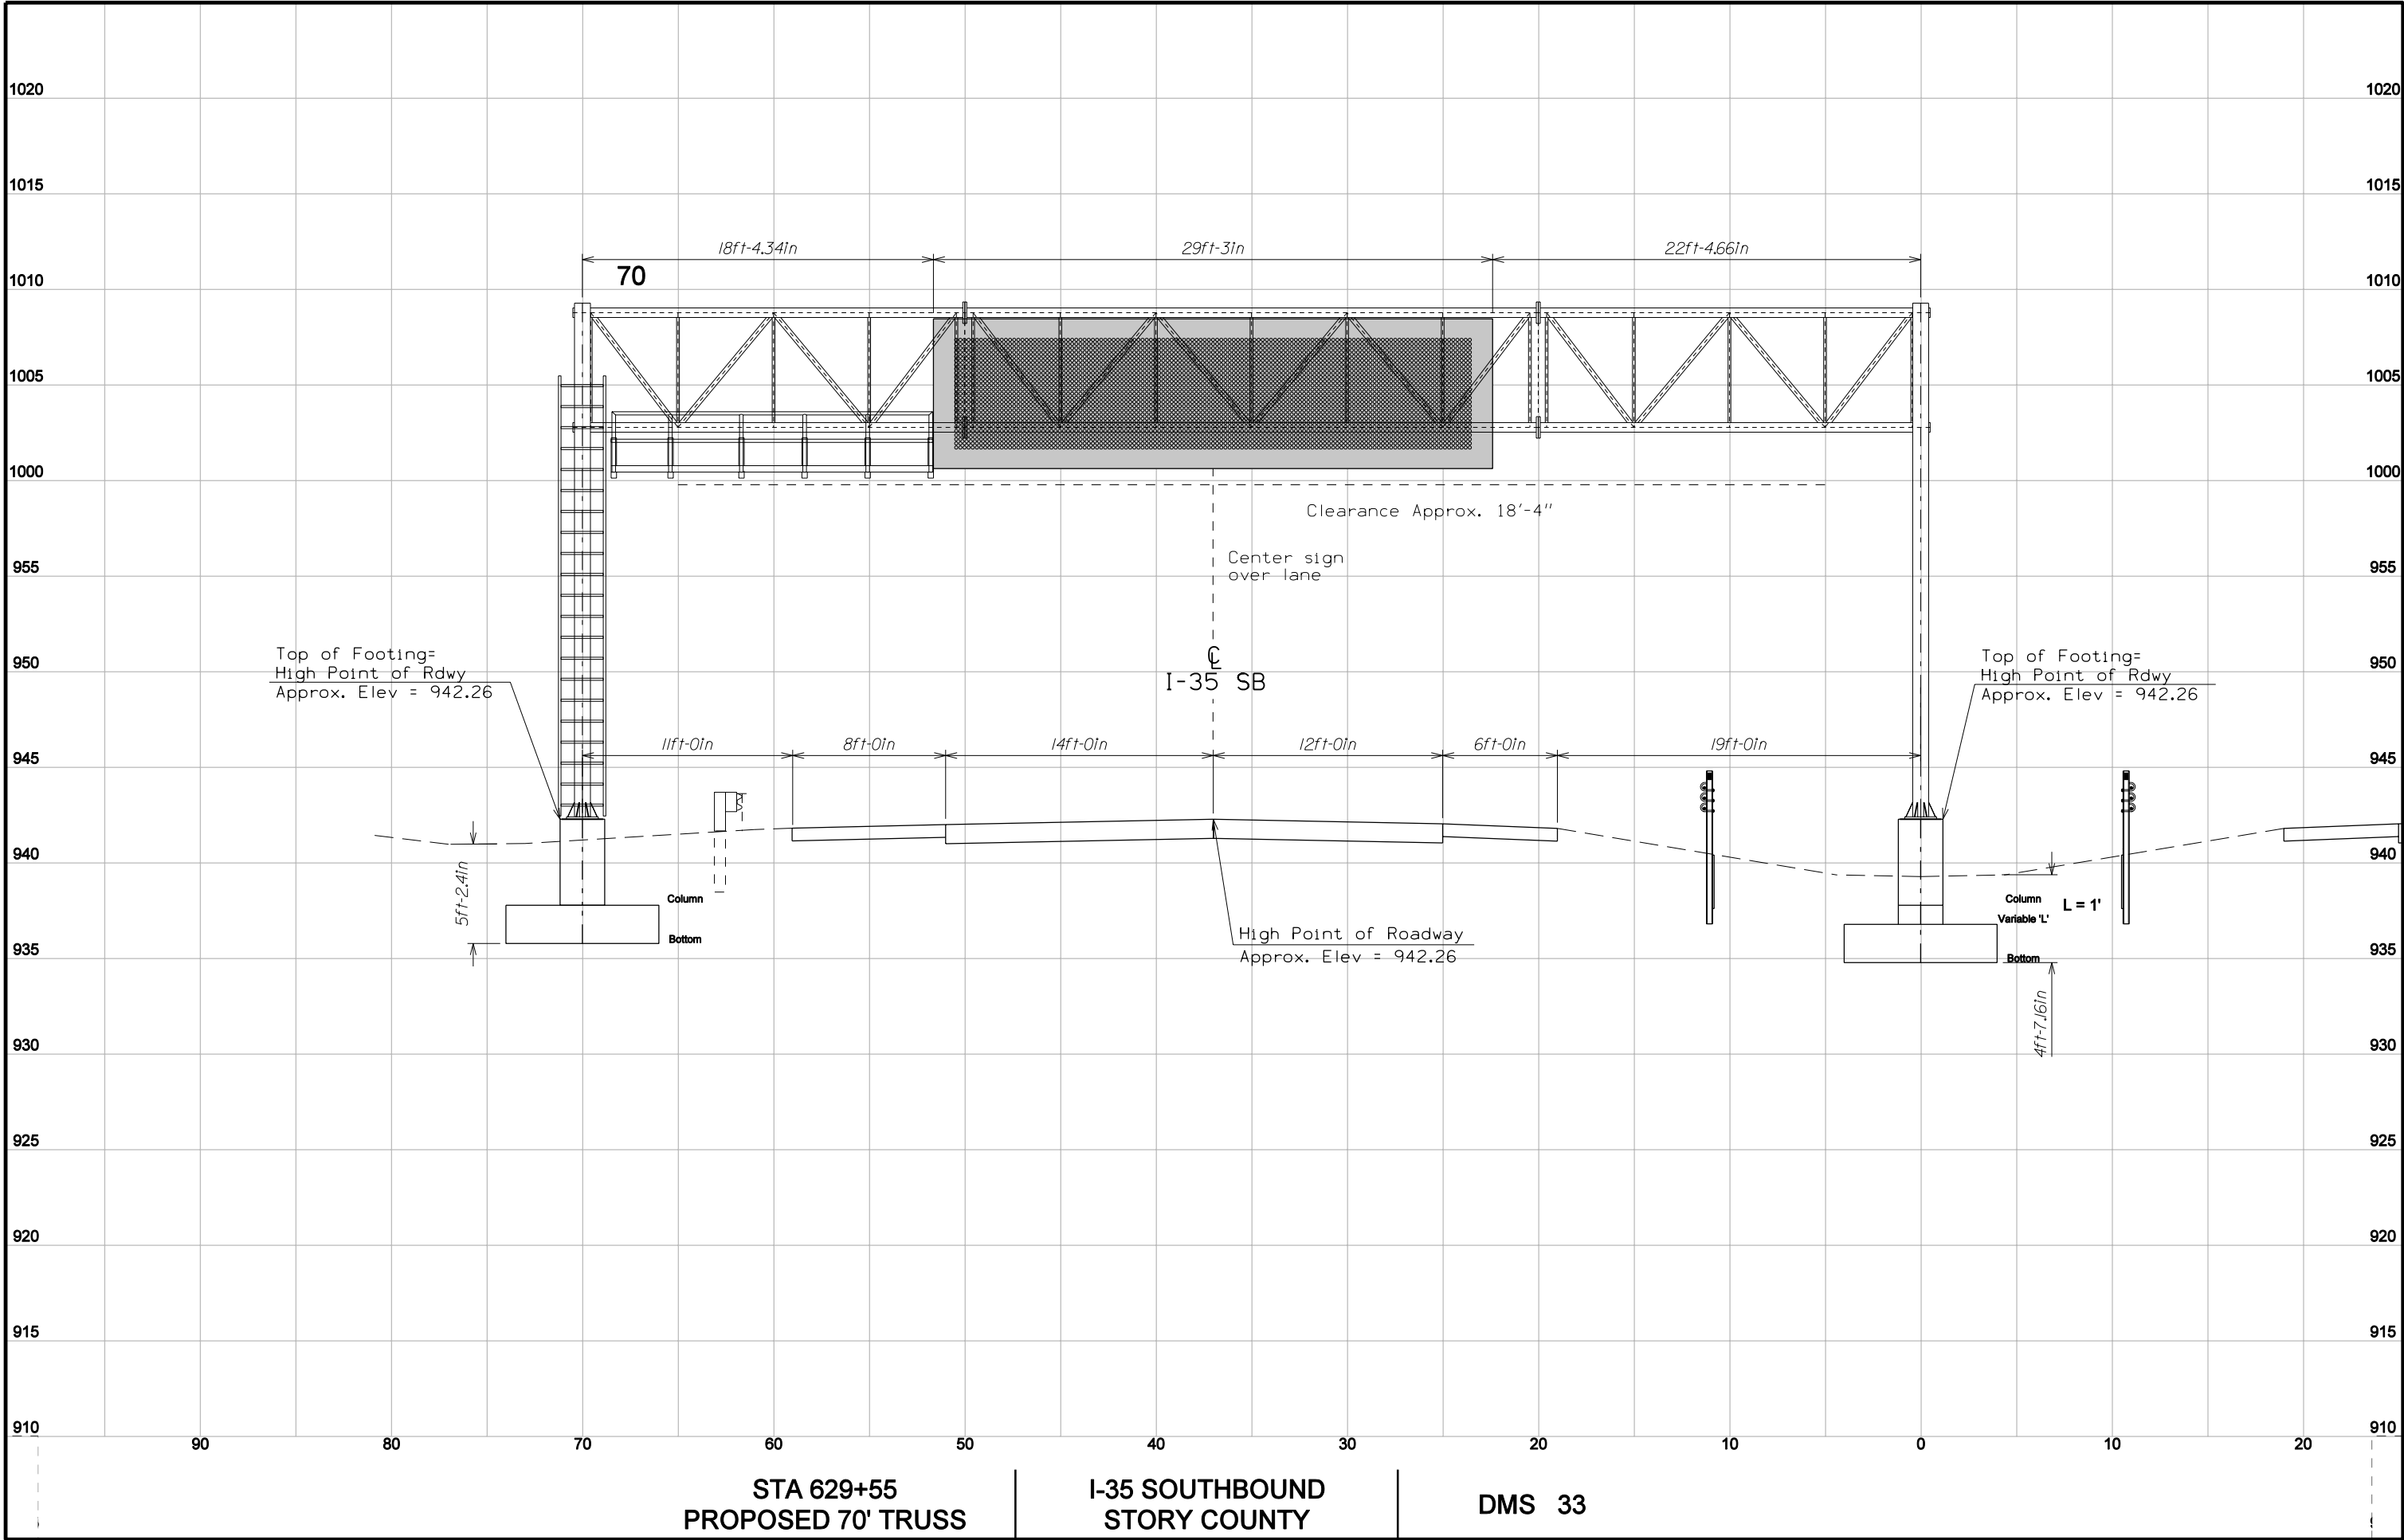 1020 1020
1015 1015
18ft-4.34in 29ft-3in 22ft-4.66in
70
1010 1010
1005 1005
1000 1000
Clearance Approx. 18'-4"
Center sign
over lane
955 955
Top of Footing=
High Point of Rdwy
Approx. Elev = 942.26
℄
I-35 SB
Top of Footing=
High Point of Rdwy
Approx. Elev = 942.26
950 950
11ft-0in 8ft-0in 14ft-0in 12ft-0in 6ft-0in 19ft-0in
945 945
940 940
5ft-2.4in
Column
Bottom
High Point of Roadway
Approx. Elev = 942.26
Column
Variable 'L'
L = 1'
Bottom
4ft-7.16in
935 935
930 930
925 925
920 920
915 915
910 910
90 80 70 60 50 40 30 20 10 0 10 20
STA 629+55
PROPOSED 70' TRUSS
I-35 SOUTHBOUND
STORY COUNTY
DMS 33